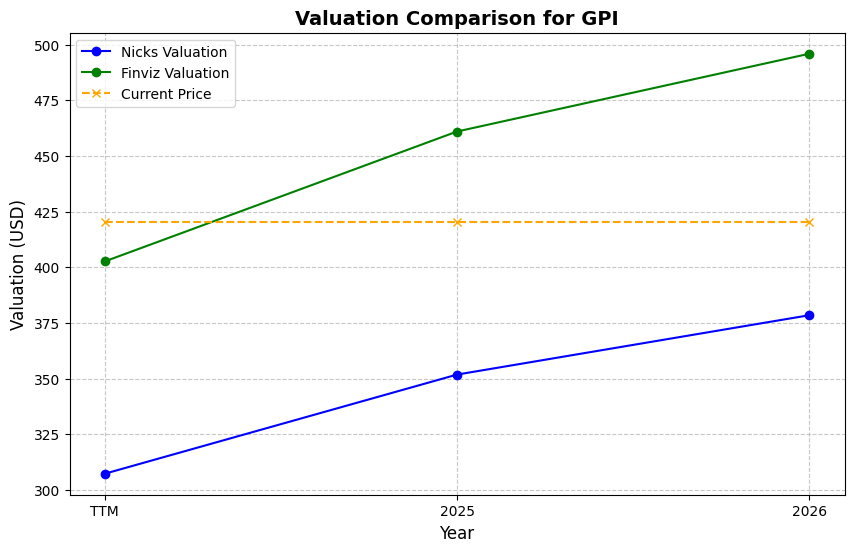 Valuation Comparison for GPI
Nicks Valuation
Finviz Valuation
Current Price
500
475
450
425
400
375
350
325
300
Valuation (USD)
TTM
2025
2026
Year